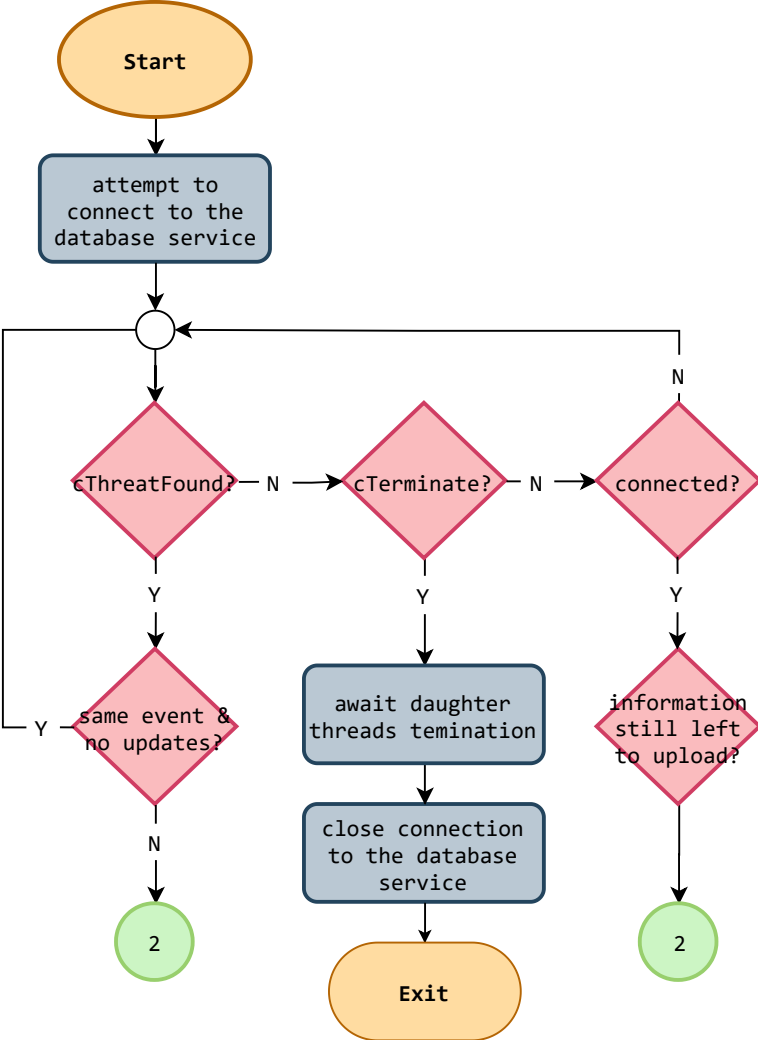 Start
attempt to
connect to the
database service
N
cThreatFound?
N
cTerminate?
N
connected?
Y
Y
Y
same event &
no updates?
Y
await daughter
threads temination
information
still left
to upload?
N
close connection
to the database
service
2
2
Exit